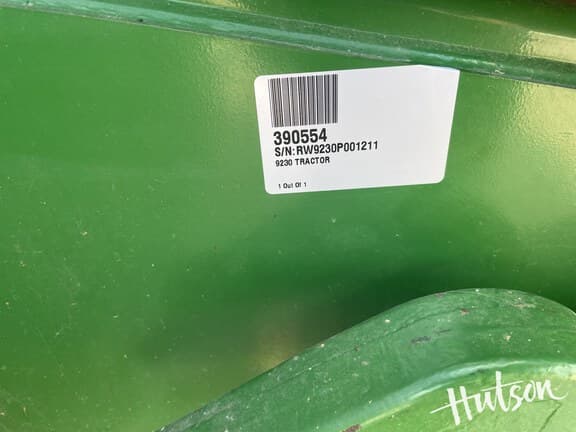 390554
S/N:RW9230P001211
9230 TRACTOR
1 Out Of 1
Hutson